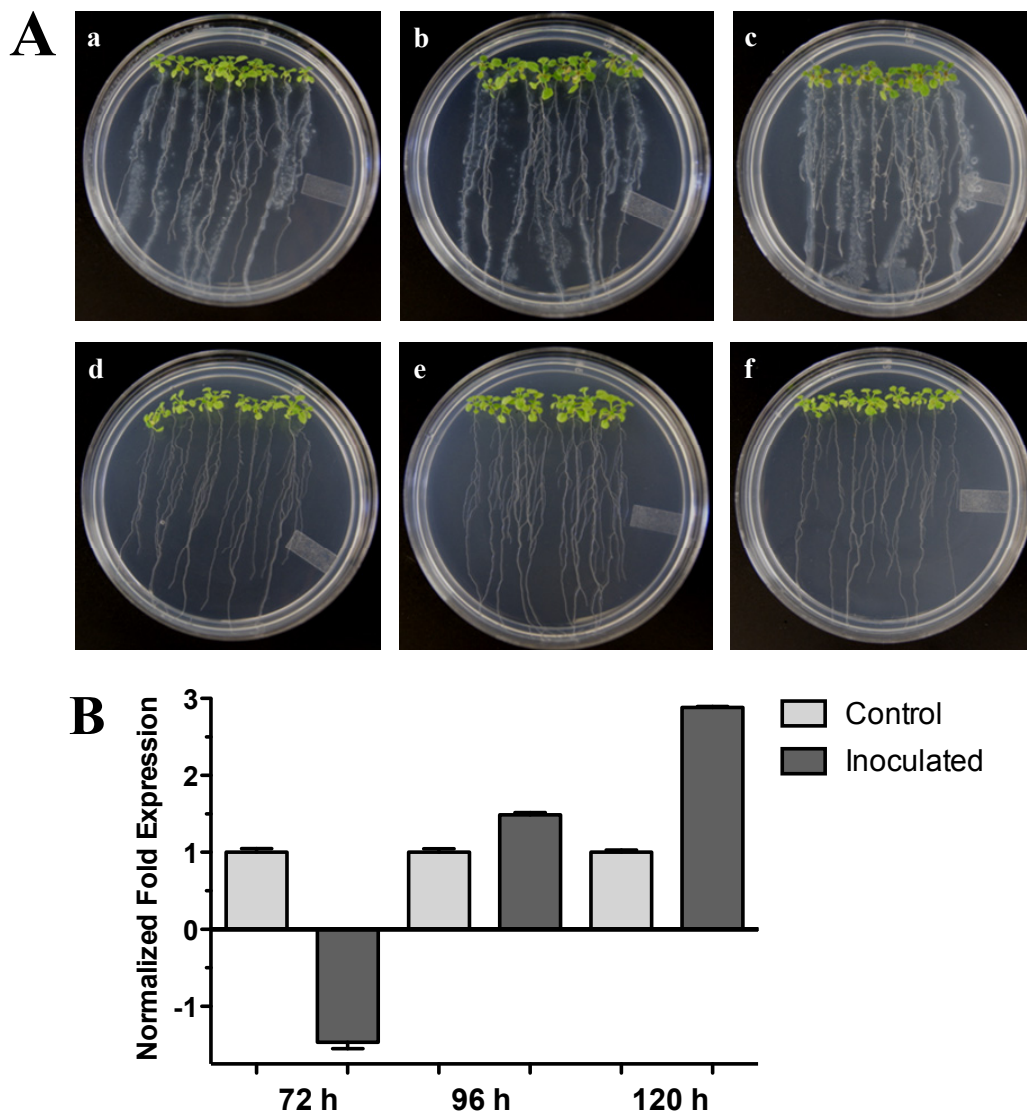 A
a b c
d e f
B
Normalized Fold Expression
3
2
1
0
-1
72 h 96 h 120 h
Control
Inoculated